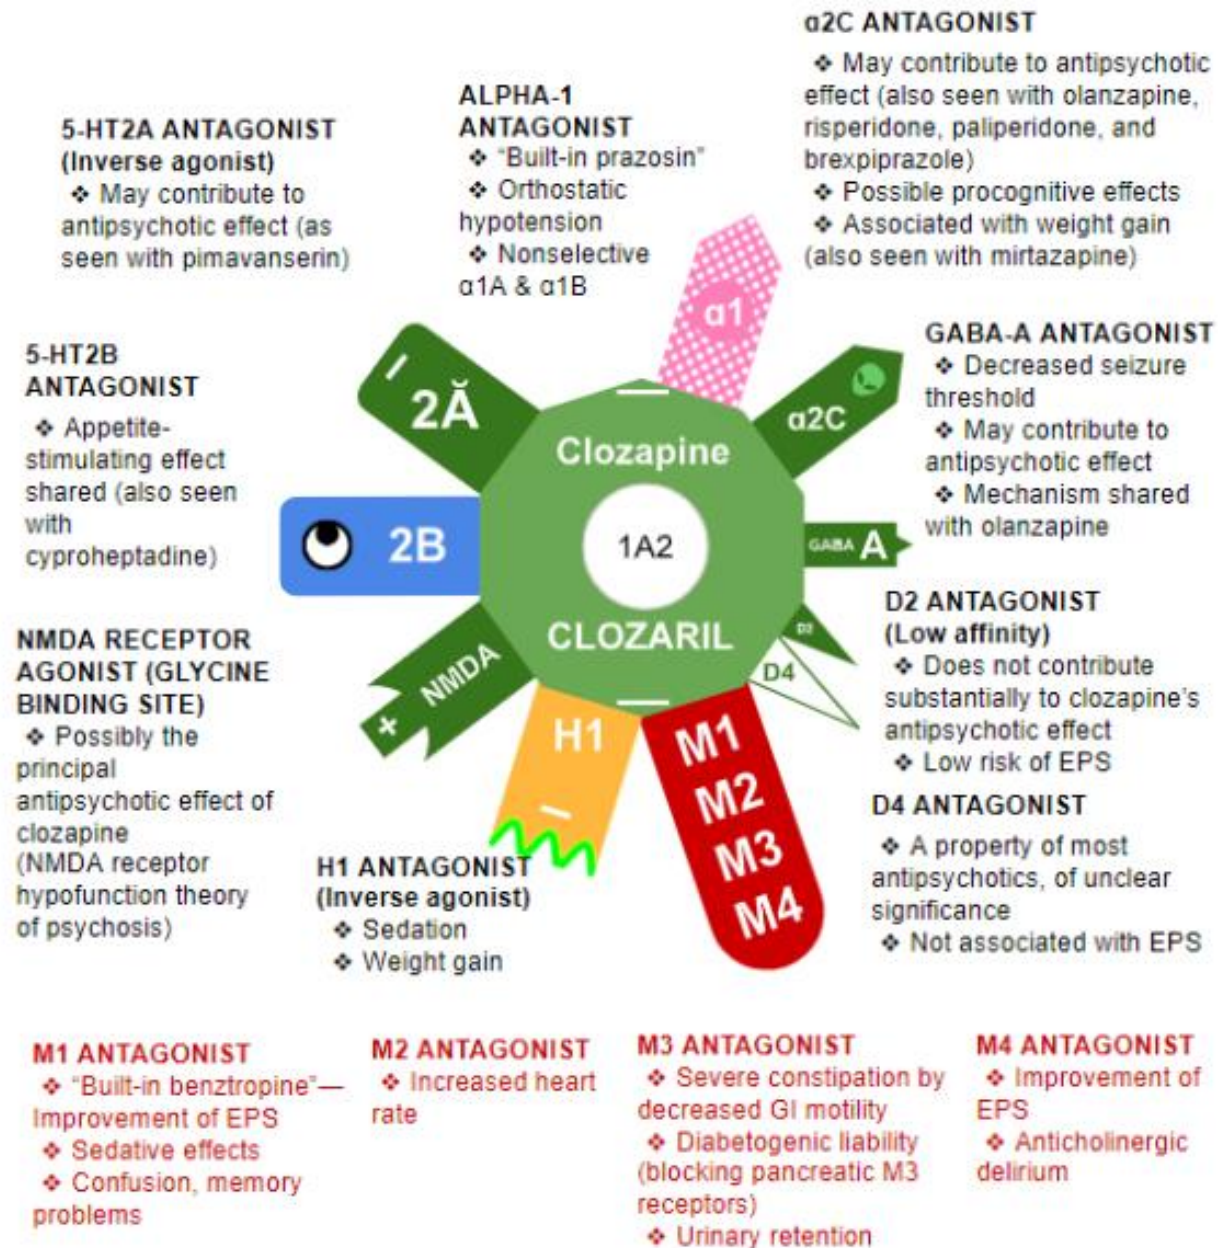 α2C ANTAGONIST
❖ May contribute to antipsychotic
effect (also seen with olanzapine,
risperidone, paliperidone, and
brexpiprazole)
❖ Possible procognitive effects
❖ Associated with weight gain
(also seen with mirtazapine)
ALPHA-1
ANTAGONIST
❖ “Built-in prazosin”
❖ Orthostatic
hypotension
❖ Nonselective
α1A & α1B
5-HT2A ANTAGONIST
(Inverse agonist)
❖ May contribute to
antipsychotic effect (as
seen with pimavanserin)
5-HT2B
ANTAGONIST
❖ Appetite-
stimulating effect
shared (also seen
with
cyproheptadine)
NMDA RECEPTOR
AGONIST (GLYCINE
BINDING SITE)
❖ Possibly the
principal
antipsychotic effect of
clozapine
(NMDA receptor
hypofunction theory
of psychosis)
α1
α2C
2Ă
2B
Clozapine
1A2
CLOZARIL
GABA A
D2
D4
NMDA
+
H1
M1
M2
M3
M4
GABA-A ANTAGONIST
❖ Decreased seizure
threshold
❖ May contribute to
antipsychotic effect
❖ Mechanism shared
with olanzapine
D2 ANTAGONIST
(Low affinity)
❖ Does not contribute
substantially to clozapine’s
antipsychotic effect
❖ Low risk of EPS
D4 ANTAGONIST
❖ A property of most
antipsychotics, of unclear
significance
❖ Not associated with EPS
H1 ANTAGONIST
(Inverse agonist)
❖ Sedation
❖ Weight gain
M1 ANTAGONIST
❖ “Built-in benztropine”—
Improvement of EPS
❖ Sedative effects
❖ Confusion, memory
problems
M2 ANTAGONIST
❖ Increased heart
rate
M3 ANTAGONIST
❖ Severe constipation by
decreased GI motility
❖ Diabetogenic liability
(blocking pancreatic M3
receptors)
❖ Urinary retention
M4 ANTAGONIST
❖ Improvement of
EPS
❖ Anticholinergic
delirium